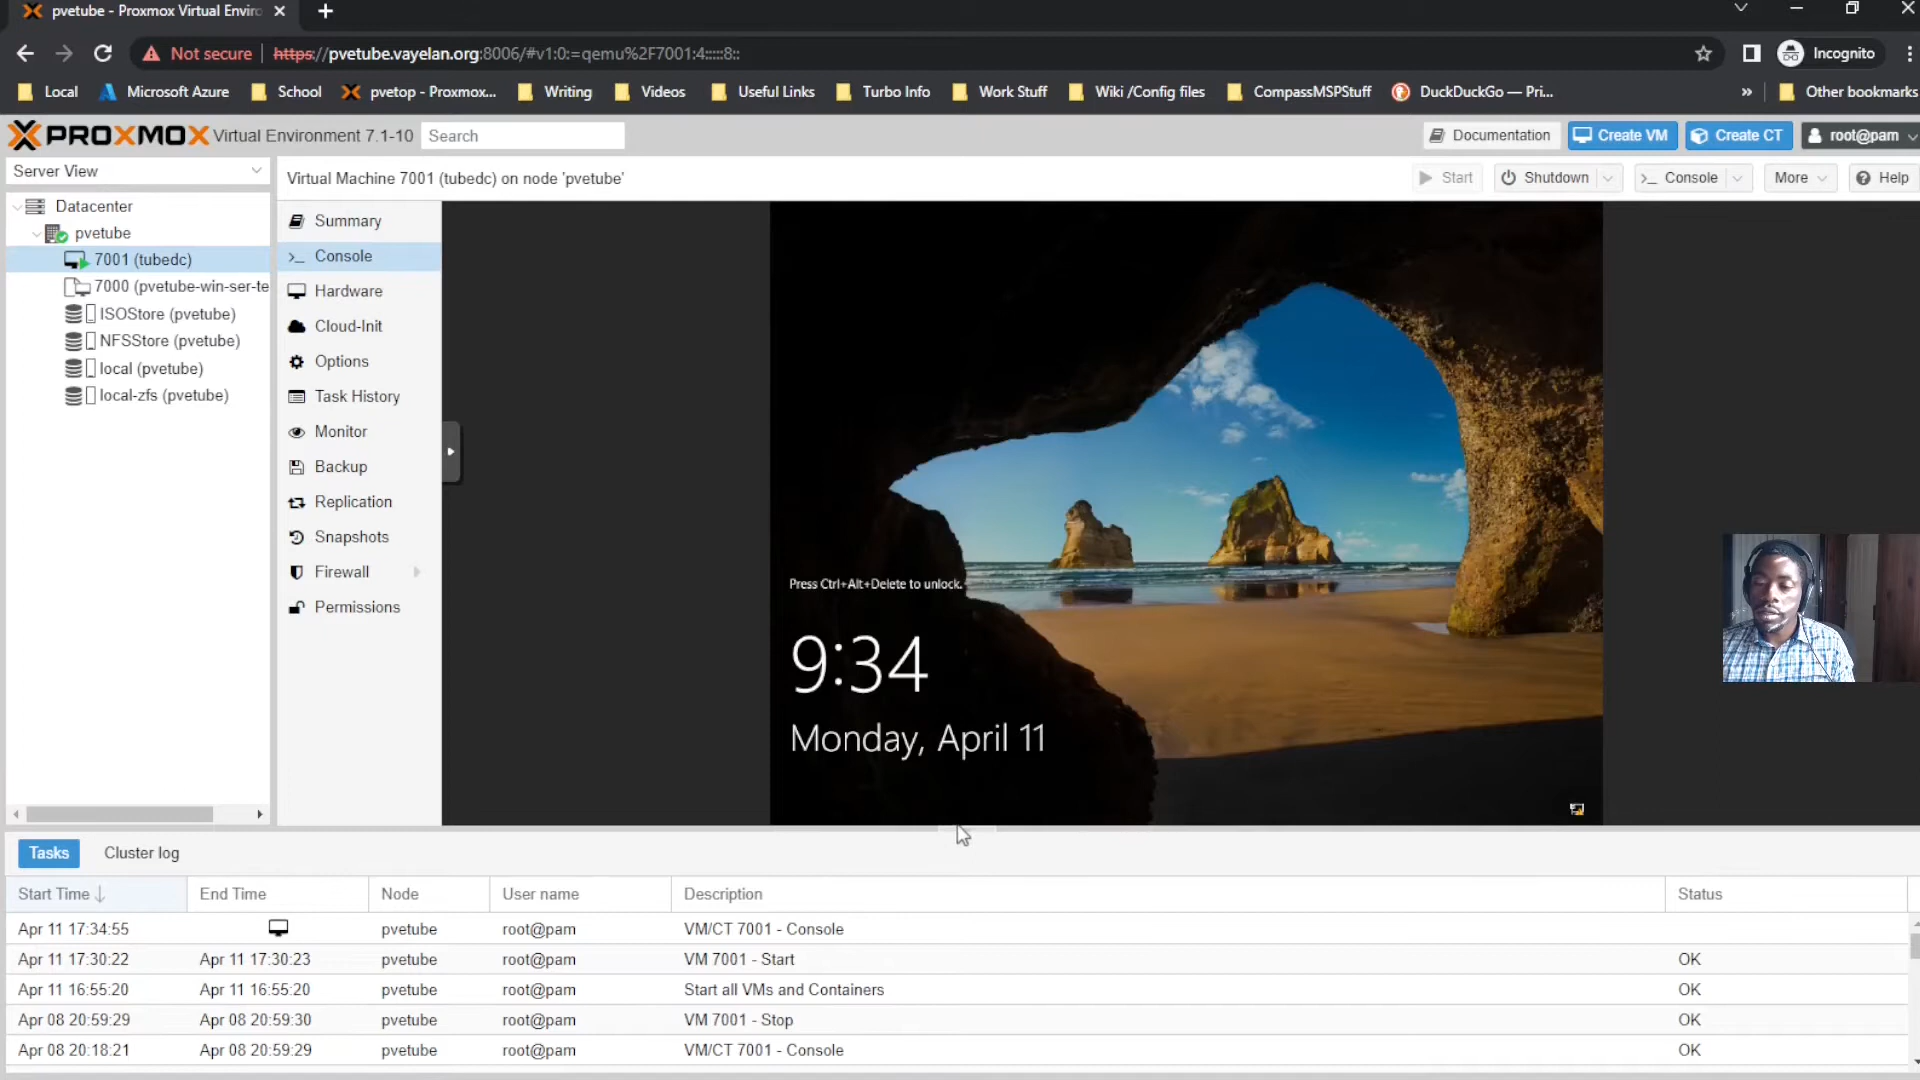 pvetube - Proxmox Virtual Enviro
Not secure https://pvetube.vayelan.org:8006/#v1:0:=qemu%2F7001:4:::::8::
Incognito
Local Microsoft Azure School pvetop - Proxmox... Writing Videos Useful Links Turbo Info Work Stuff Wiki /Config files CompassMSPStuff DuckDuckGo — Pri... » Other bookmarks
PROXMOX Virtual Environment 7.1-10 Search Documentation Create VM Create CT root@pam
Server View
Virtual Machine 7001 (tubedc) on node 'pvetube' Start Shutdown Console More Help
Datacenter
pvetube
7001 (tubedc)
7000 (pvetube-win-ser-te
ISOStore (pvetube)
NFSStore (pvetube)
local (pvetube)
local-zfs (pvetube)
Summary
Console
Hardware
Cloud-Init
Options
Task History
Monitor
Backup
Replication
Snapshots
Firewall
Permissions
Press Ctrl+Alt+Delete to unlock.
9:34
Monday, April 11
Tasks Cluster log
Start Time End Time Node User name Description Status
Apr 11 17:34:55 pvetube root@pam VM/CT 7001 - Console
Apr 11 17:30:22 Apr 11 17:30:23 pvetube root@pam VM 7001 - Start OK
Apr 11 16:55:20 Apr 11 16:55:20 pvetube root@pam Start all VMs and Containers OK
Apr 08 20:59:29 Apr 08 20:59:30 pvetube root@pam VM 7001 - Stop OK
Apr 08 20:18:21 Apr 08 20:59:29 pvetube root@pam VM/CT 7001 - Console OK